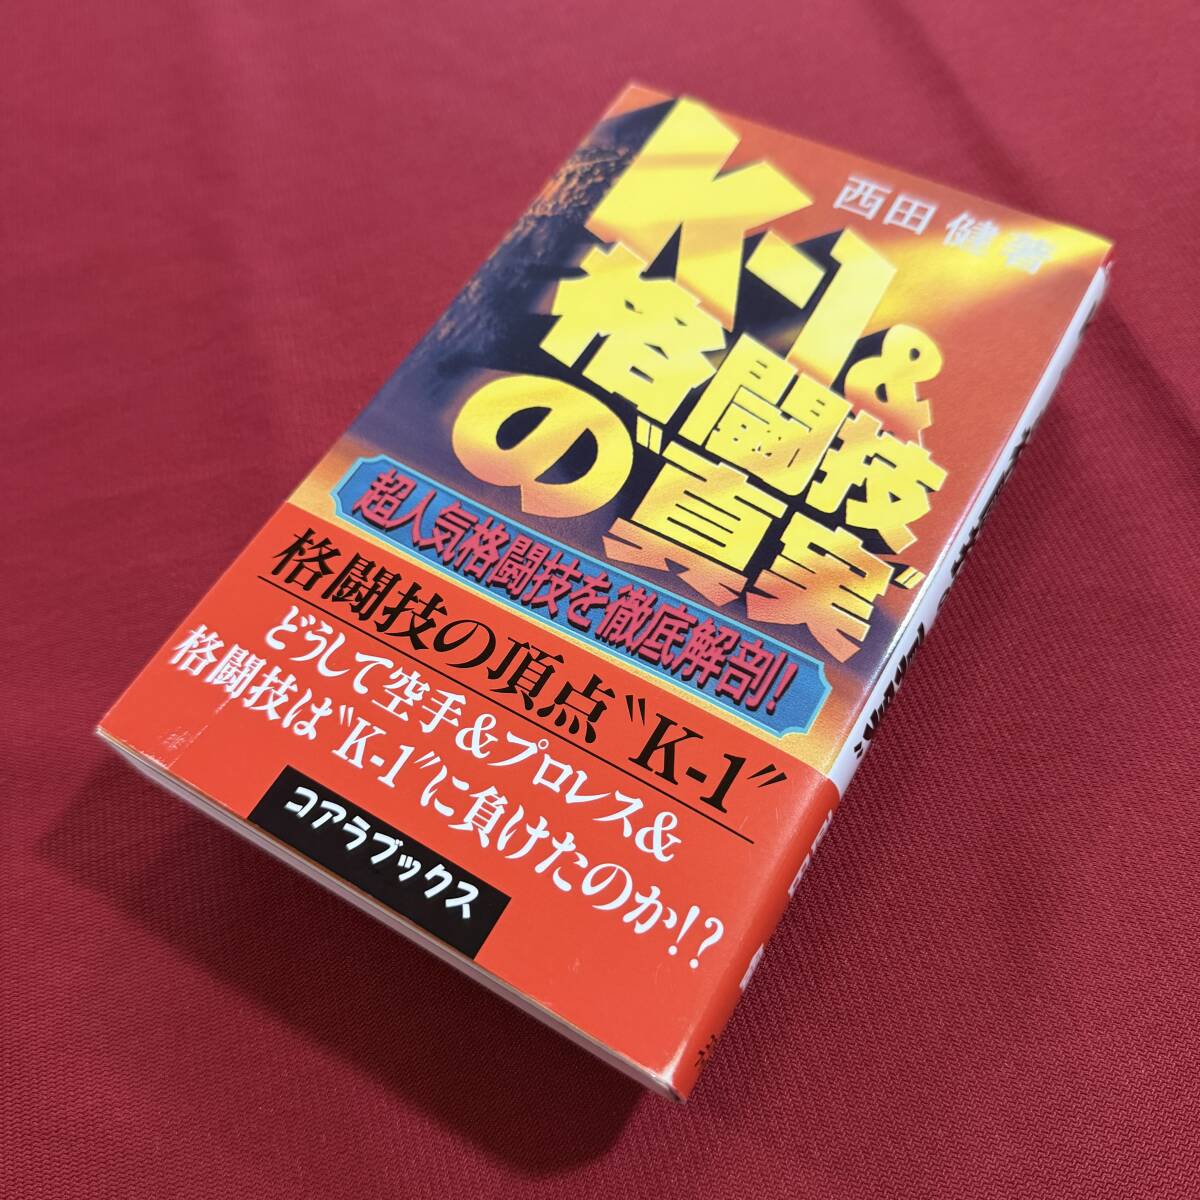 西田 健著
K-1&
格闘技
の〝真実〟
超人気格闘技を徹底解剖!
格闘技の頂点〝K-1〟
どうして空手&プロレス&
格闘技は〝K-1〟に負けたのか!?
コアラブックス